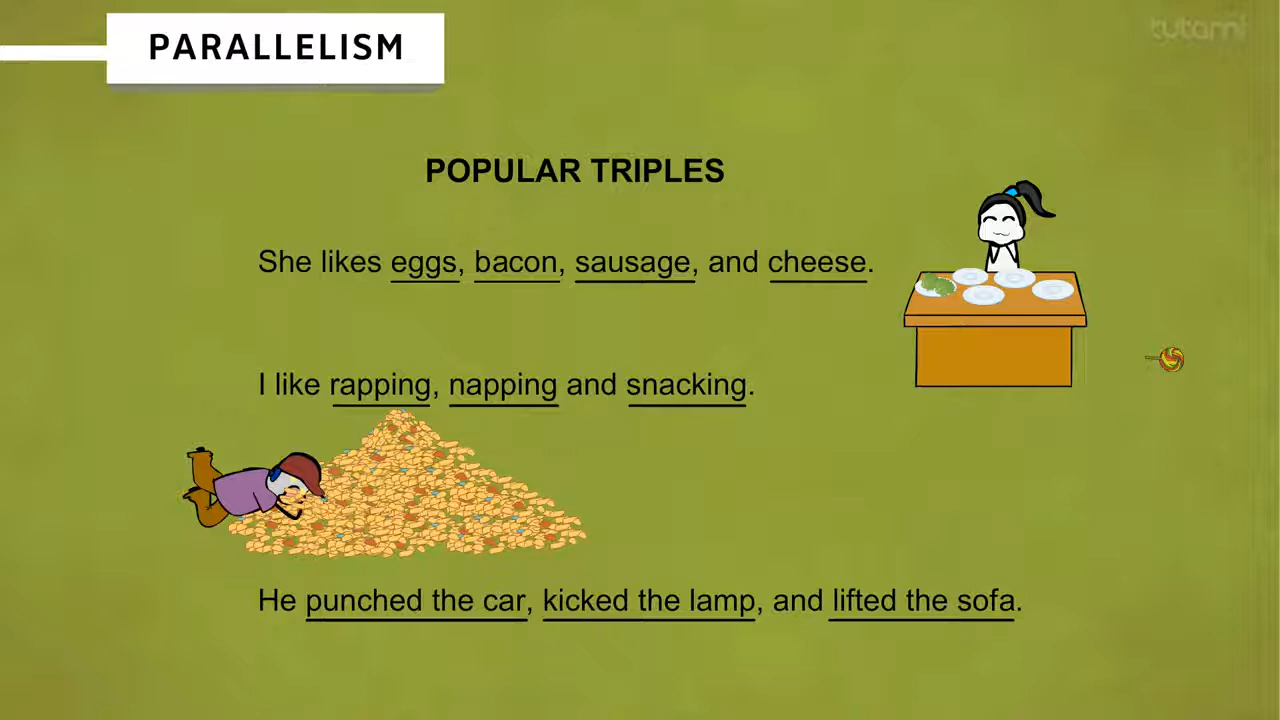 PARALLELISM
tutami
POPULAR TRIPLES
She likes eggs, bacon, sausage, and cheese.
I like rapping, napping and snacking.
He punched the car, kicked the lamp, and lifted the sofa.